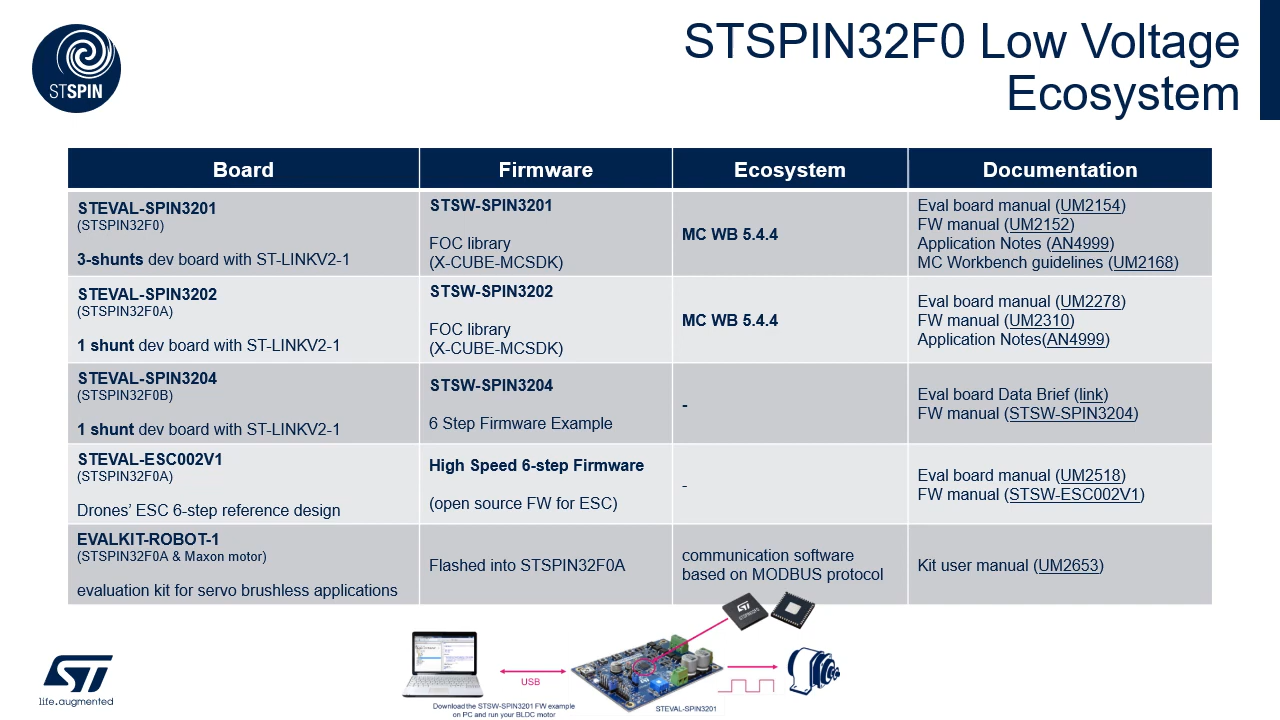 STSPIN32F0 Low Voltage
Ecosystem
STSPIN
Board
Firmware
Ecosystem
Documentation
STEVAL-SPIN3201
(STSPIN32F0)
3-shunts dev board with ST-LINKV2-1
STSW-SPIN3201
FOC library
(X-CUBE-MCSDK)
MC WB 5.4.4
Eval board manual (UM2154)
FW manual (UM2152)
Application Notes (AN4999)
MC Workbench guidelines (UM2168)
STEVAL-SPIN3202
(STSPIN32F0A)
1 shunt dev board with ST-LINKV2-1
STSW-SPIN3202
FOC library
(X-CUBE-MCSDK)
MC WB 5.4.4
Eval board manual (UM2278)
FW manual (UM2310)
Application Notes(AN4999)
STEVAL-SPIN3204
(STSPIN32F0B)
1 shunt dev board with ST-LINKV2-1
STSW-SPIN3204
6 Step Firmware Example
-
Eval board Data Brief (link)
FW manual (STSW-SPIN3204)
STEVAL-ESC002V1
(STSPIN32F0A)
Drones’ ESC 6-step reference design
High Speed 6-step Firmware
(open source FW for ESC)
-
Eval board manual (UM2518)
FW manual (STSW-ESC002V1)
EVALKIT-ROBOT-1
(STSPIN32F0A & Maxon motor)
evaluation kit for servo brushless applications
Flashed into STSPIN32F0A
communication software
based on MODBUS protocol
Kit user manual (UM2653)
ST
life.augmented
USB
Download the STSW-SPIN3201 FW example
on PC and run your BLDC motor
STEVAL-SPIN3201
ST
STSPIN32F0